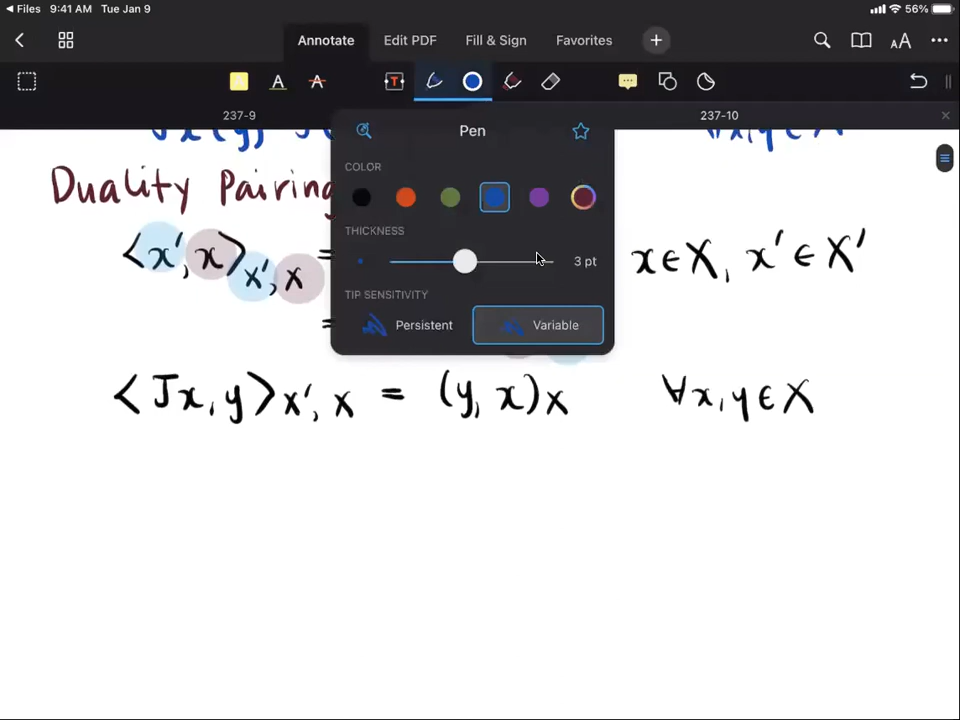 Files 9:41 AM Tue Jan 9 56%
Annotate Edit PDF Fill & Sign Favorites
237-9 237-10
Pen
COLOR
THICKNESS
3 pt
TIP SENSITIVITY
Persistent Variable
∀x,y ∈ X
Duality Pairing
<x', x>x', x = x∈X, x' ∈ X'
=
<Jx, y>x', x = (y, x)x ∀x,y ∈ X